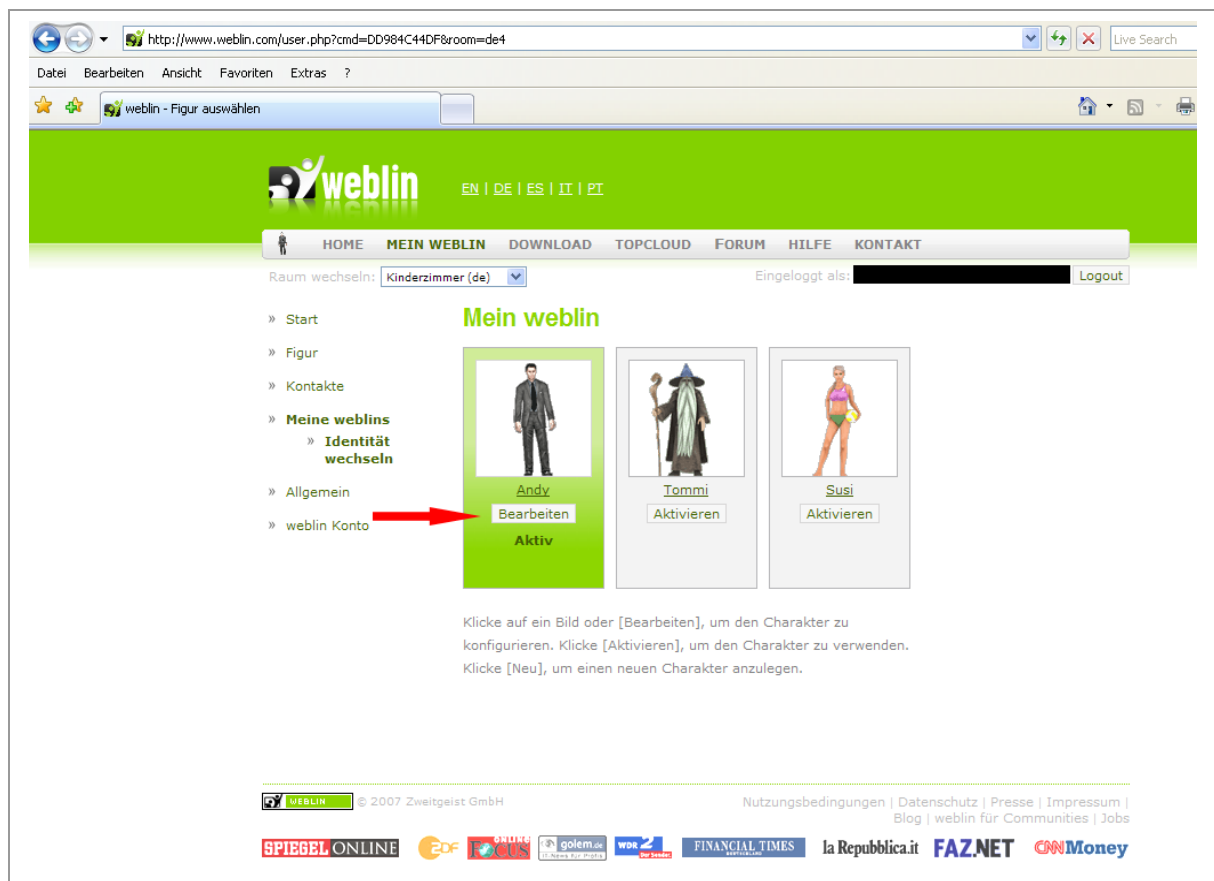 http://www.weblin.com/user.php?cmd=DD984C44DF&room=de4
Live Search
Datei Bearbeiten Ansicht Favoriten Extras ?
weblin - Figur auswählen
weblin
EN | DE | ES | IT | PT
HOME MEIN WEBLIN DOWNLOAD TOPCLOUD FORUM HILFE KONTAKT
Raum wechseln: Kinderzimmer (de) Eingeloggt als: Logout
» Start
» Figur
» Kontakte
» Meine weblins
» Identität
wechseln
» Allgemein
» weblin Konto
Mein weblin
Andy
Bearbeiten
Aktiv
Tommi
Aktivieren
Susi
Aktivieren
Klicke auf ein Bild oder [Bearbeiten], um den Charakter zu
konfigurieren. Klicke [Aktivieren], um den Charakter zu verwenden.
Klicke [Neu], um einen neuen Charakter anzulegen.
WEBLIN © 2007 Zweitgeist GmbH
Nutzungsbedingungen | Datenschutz | Presse | Impressum |
Blog | weblin für Communities | Jobs
SPIEGEL ONLINE
ZDF
ONLINE FOCUS
golem.de
IT-News für Profis
WDR 2
Der Sender.
FINANCIAL TIMES
DEUTSCHLAND
la Repubblica.it
FAZ.NET
CNNMoney